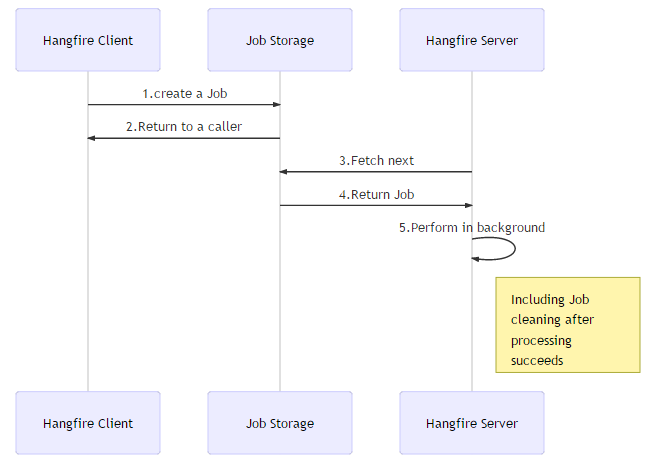 Hangfire Client
Job Storage
Hangfire Server
1.create a Job
2.Return to a caller
3.Fetch next
4.Return Job
5.Perform in background
Including Job
cleaning after
processing
succeeds
Hangfire Client
Job Storage
Hangfire Server